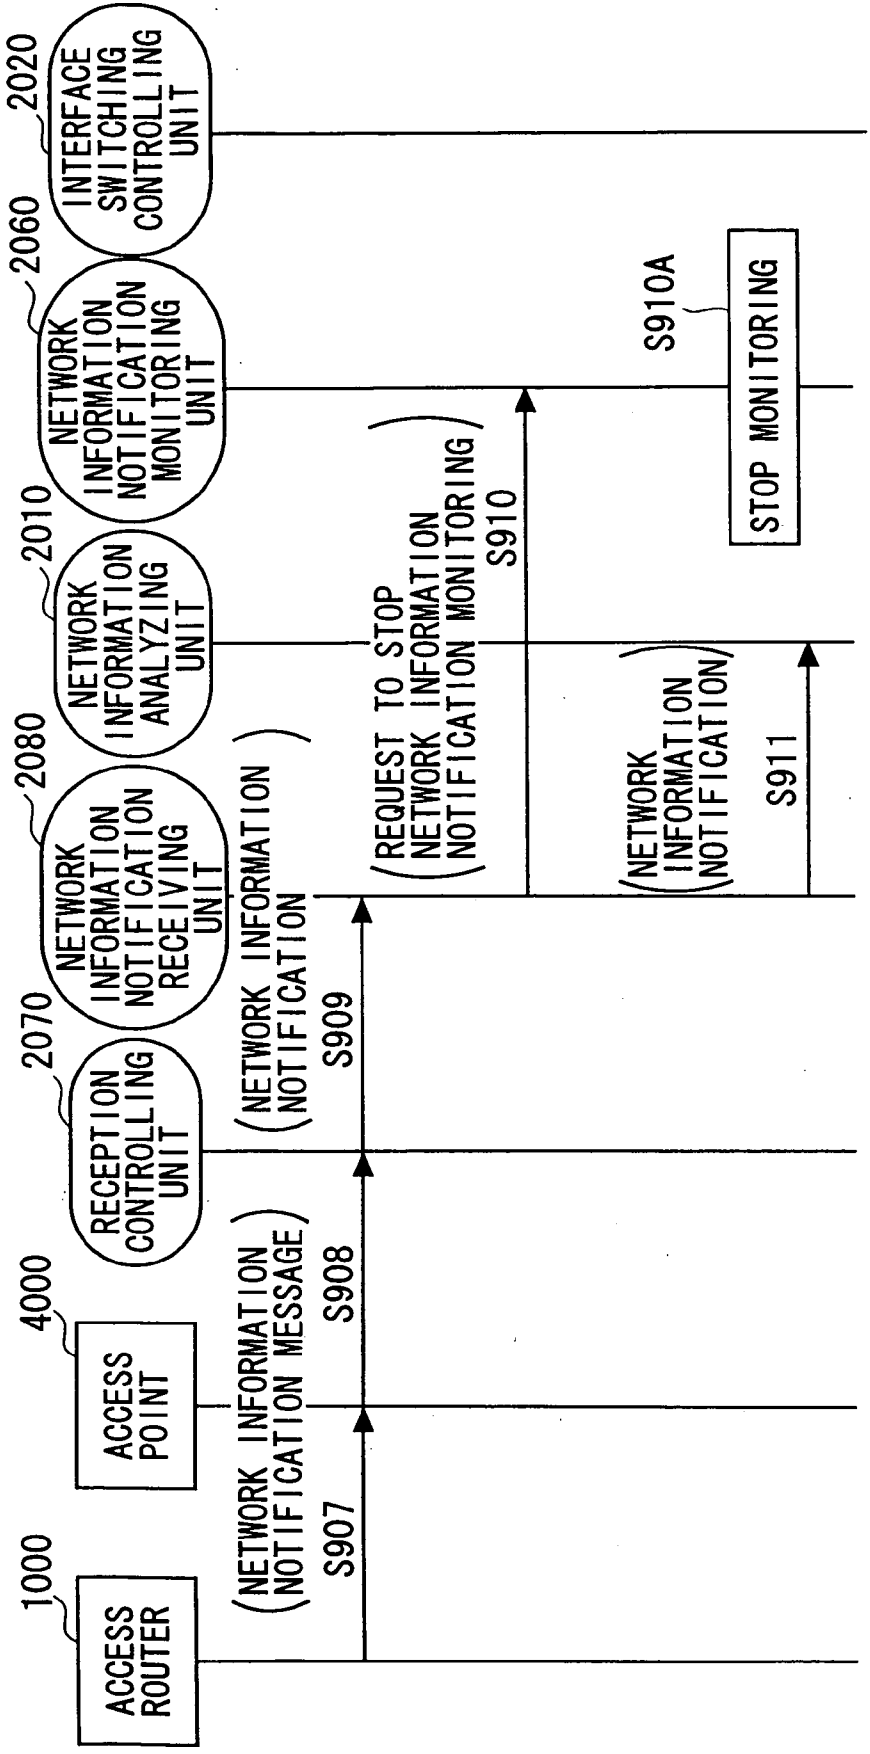 1000
ACCESS
ROUTER
4000
ACCESS
POINT
2070
RECEPTION
CONTROLLING
UNIT
2080
NETWORK
INFORMATION
NOTIFICATION
RECEIVING
UNIT
2010
NETWORK
INFORMATION
ANALYZING
UNIT
2060
NETWORK
INFORMATION
NOTIFICATION
MONITORING
UNIT
2020
INTERFACE
SWITCHING
CONTROLLING
UNIT
(NETWORK INFORMATION
NOTIFICATION MESSAGE)
S907
S908
(NETWORK INFORMATION
NOTIFICATION)
S909
(REQUEST TO STOP
NETWORK INFORMATION
NOTIFICATION MONITORING)
S910
S910A
STOP MONITORING
(NETWORK
INFORMATION
NOTIFICATION)
S911